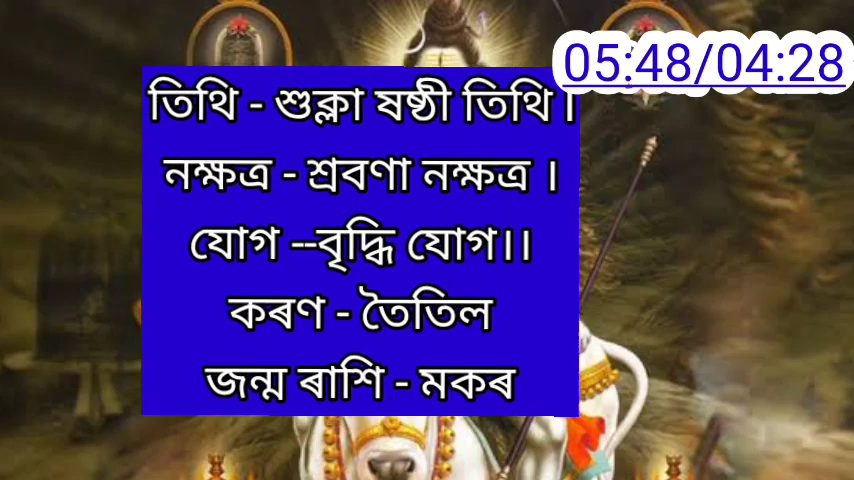 05:48/04:28
তিথি - শুক্লা ষষ্ঠী তিথি ।
নক্ষত্ৰ - শ্ৰবণা নক্ষত্ৰ ।
যোগ --বৃদ্ধি যোগ।।
কৰণ - তৈতিল
জন্ম ৰাশি - মকৰ